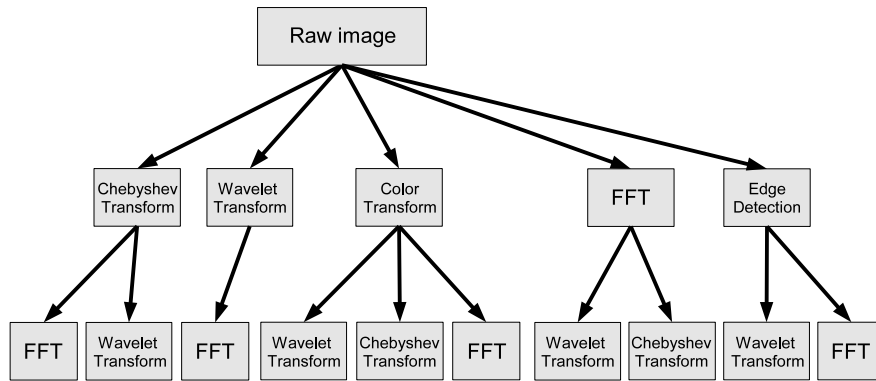 Raw image
Chebyshev
Transform
Wavelet
Transform
Color
Transform
FFT
Edge
Detection
FFT
Wavelet
Transform
FFT
Wavelet
Transform
Chebyshev
Transform
FFT
Wavelet
Transform
Chebyshev
Transform
Wavelet
Transform
FFT